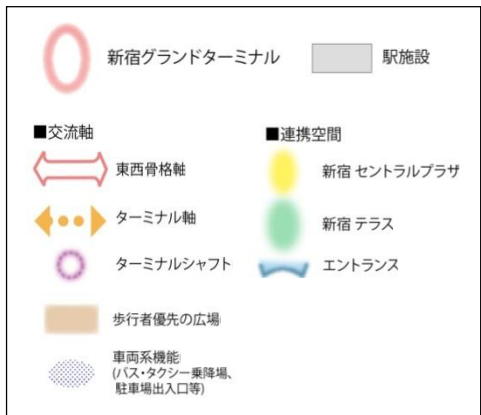 新宿グランドターミナル
駅施設
■交流軸
東西骨格軸
ターミナル軸
ターミナルシャフト
歩行者優先の広場
車両系機能
(バス・タクシー乗降場、
駐車場出入口等)
■連携空間
新宿 セントラルプラザ
新宿 テラス
エントランス